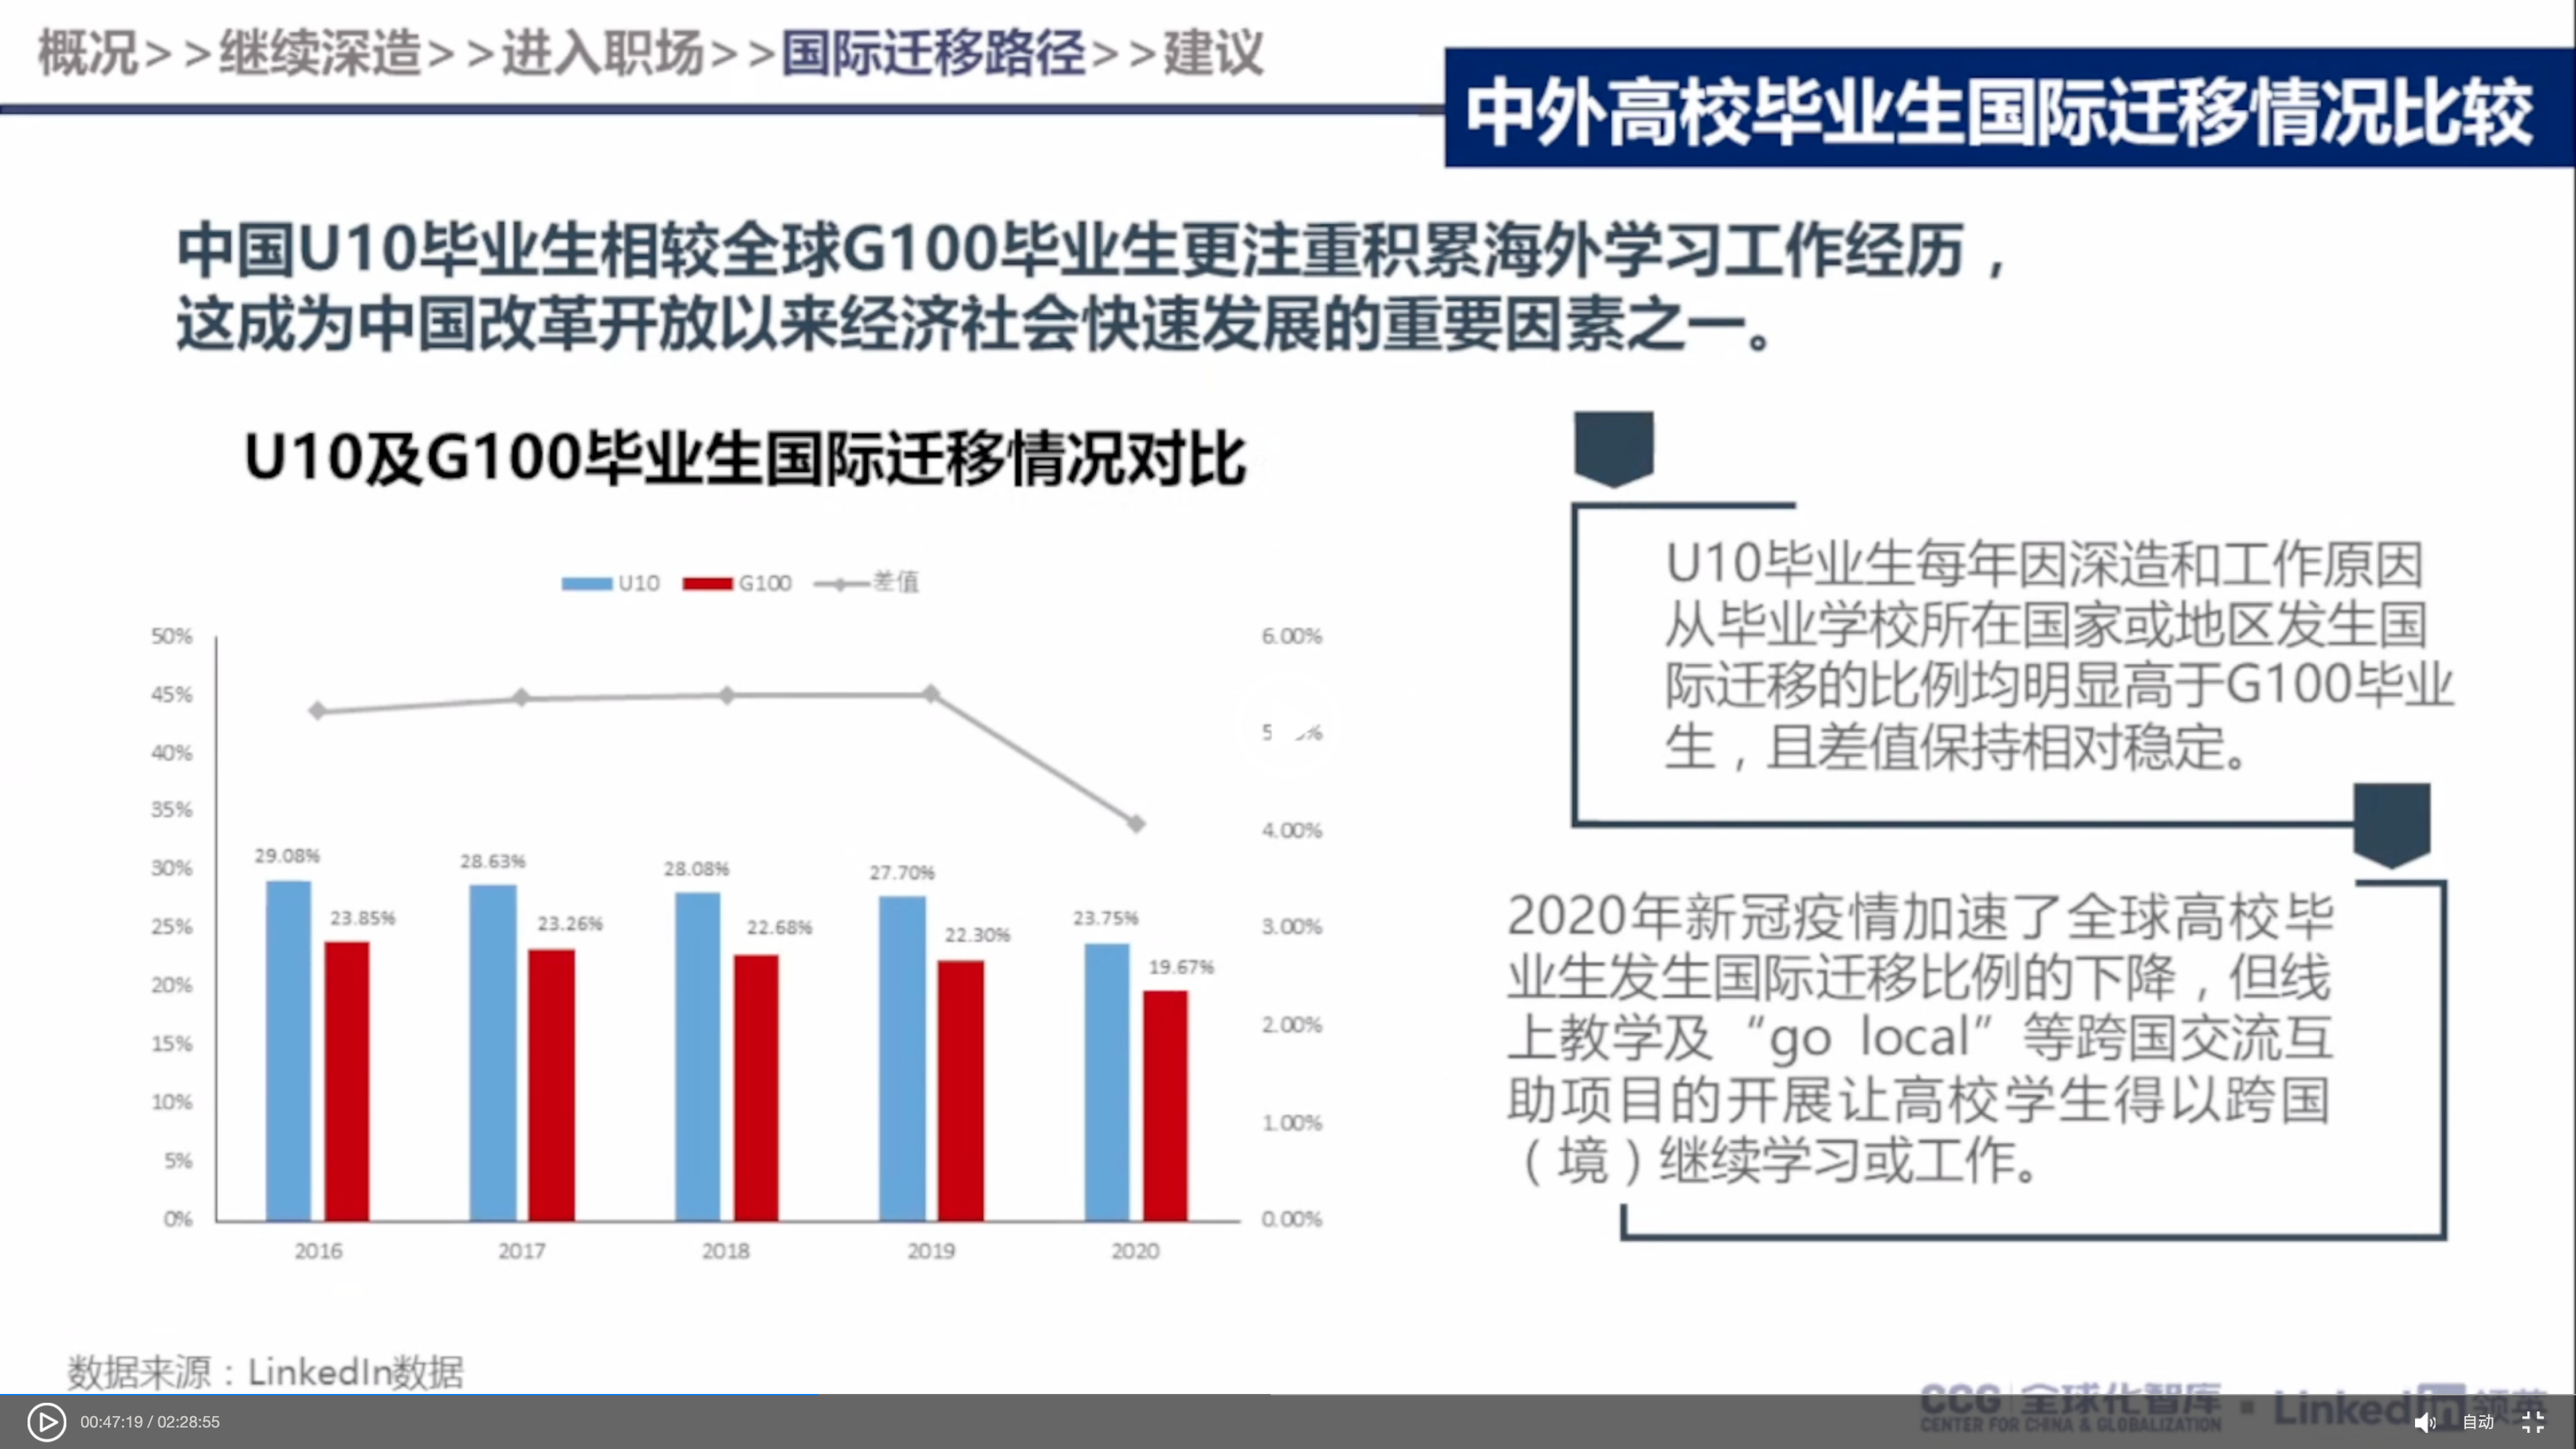 概况>>继续深造>>进入职场>>国际迁移路径>>建议
中外高校毕业生国际迁移情况比较
中国U10毕业生相较全球G100毕业生更注重积累海外学习工作经历，
这成为中国改革开放以来经济社会快速发展的重要因素之一。
U10及G100毕业生国际迁移情况对比
U10 G100 差值
50%
45%
40%
35%
30%
25%
20%
15%
10%
5%
0%
6.00%
4.00%
3.00%
2.00%
1.00%
0.00%
29.08% 28.63% 28.08% 27.70% 23.75%
23.85% 23.26% 22.68% 22.30% 19.67%
2016 2017 2018 2019 2020
U10毕业生每年因深造和工作原因
从毕业学校所在国家或地区发生国
际迁移的比例均明显高于G100毕业
生，且差值保持相对稳定。
2020年新冠疫情加速了全球高校毕
业生发生国际迁移比例的下降，但线
上教学及“go local”等跨国交流互
助项目的开展让高校学生得以跨国
（境）继续学习或工作。
数据来源：LinkedIn数据
CCG 全球化智库
CENTER FOR CHINA & GLOBALIZATION
LinkedIn 领英
00:47:19 / 02:28:55
自动